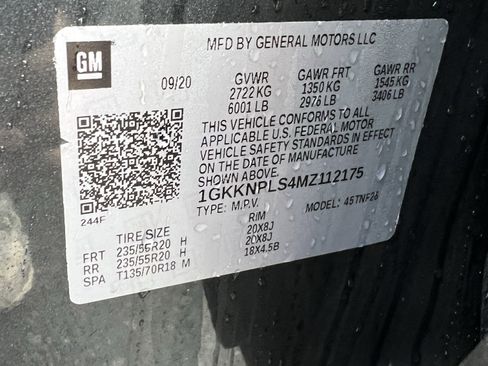 GM
MFD BY GENERAL MOTORS LLC
09/20 GVWR GAWR FRT GAWR RR
2722 KG 1350 KG 1545 KG
6001 LB 2976 LB 3406 LB
THIS VEHICLE CONFORMS TO ALL
APPLICABLE U.S. FEDERAL MOTOR
VEHICLE SAFETY STANDARDS IN EFFECT
ON THE DATE OF MANUFACTURE
1GKKNPLS4MZ112175
TYPE: M.P.V. MODEL: 4STNF26
244F
TIRE SIZE RIM
FRT 235/55R20 H 20X8J
RR 235/55R20 H 20X8J
SPA T135/70R18 M 18X4.5B